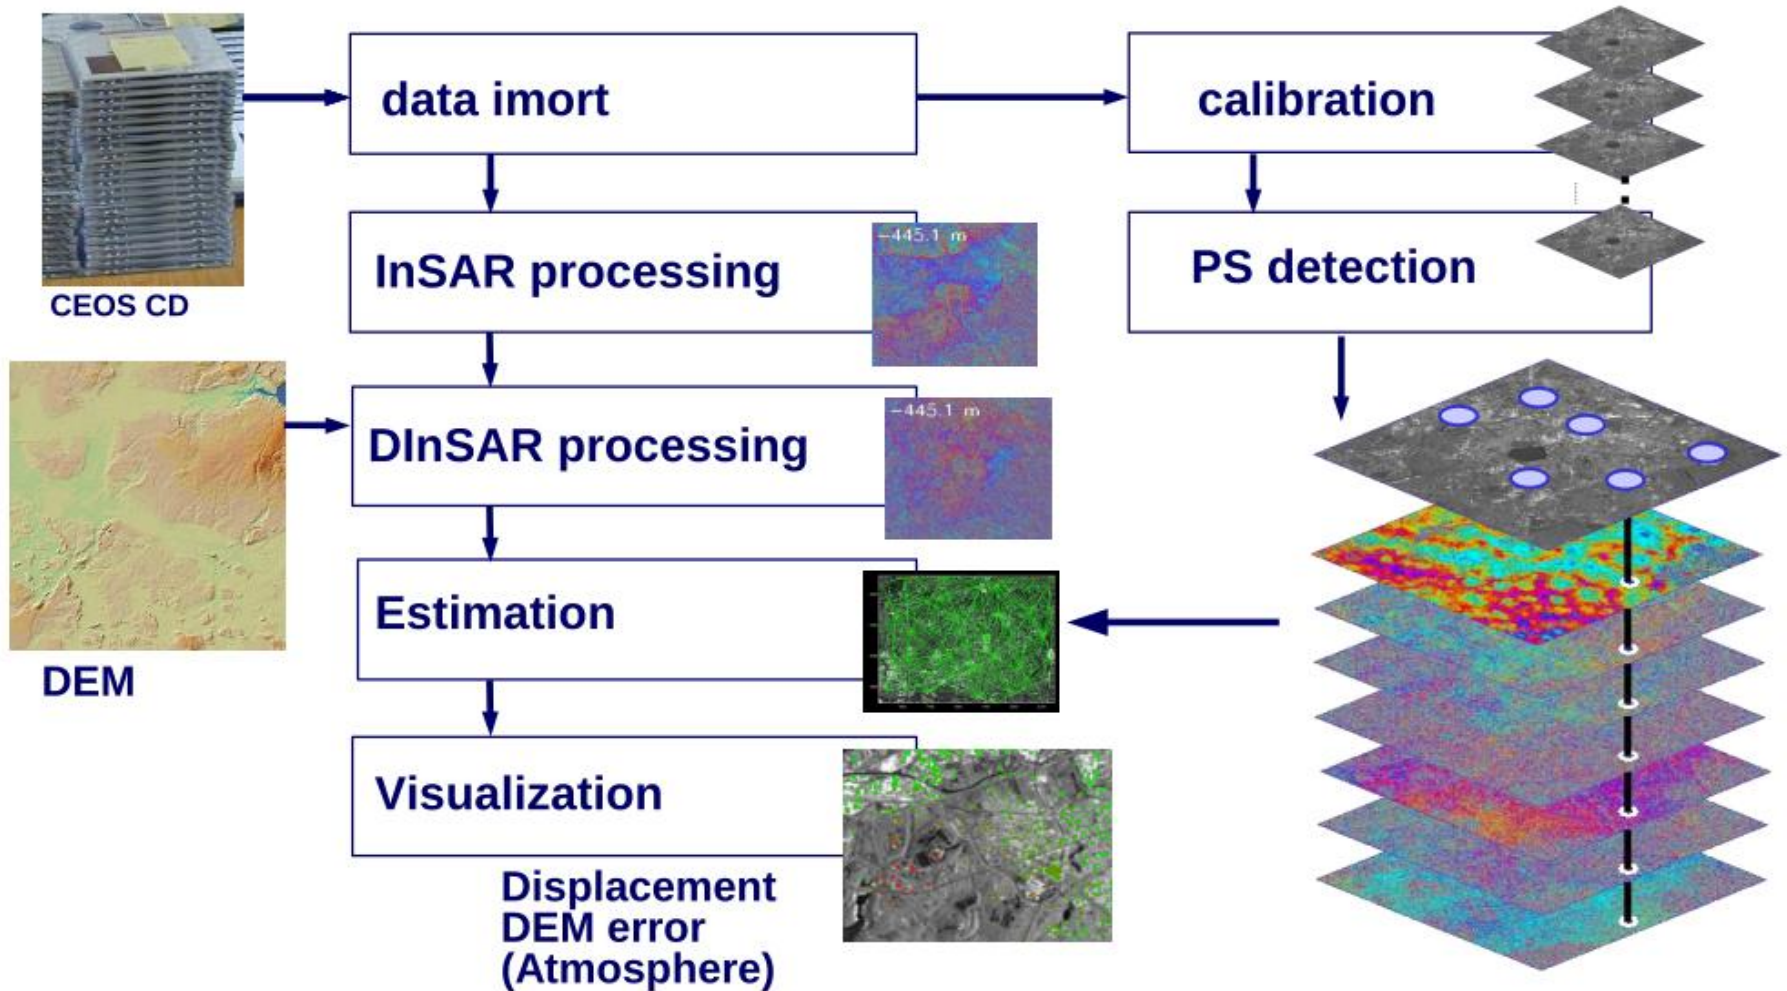 data imort
calibration
InSAR processing
−445.1 m
PS detection
CEOS CD
DInSAR processing
−445.1 m
Estimation
DEM
Visualization
Displacement
DEM error
(Atmosphere)